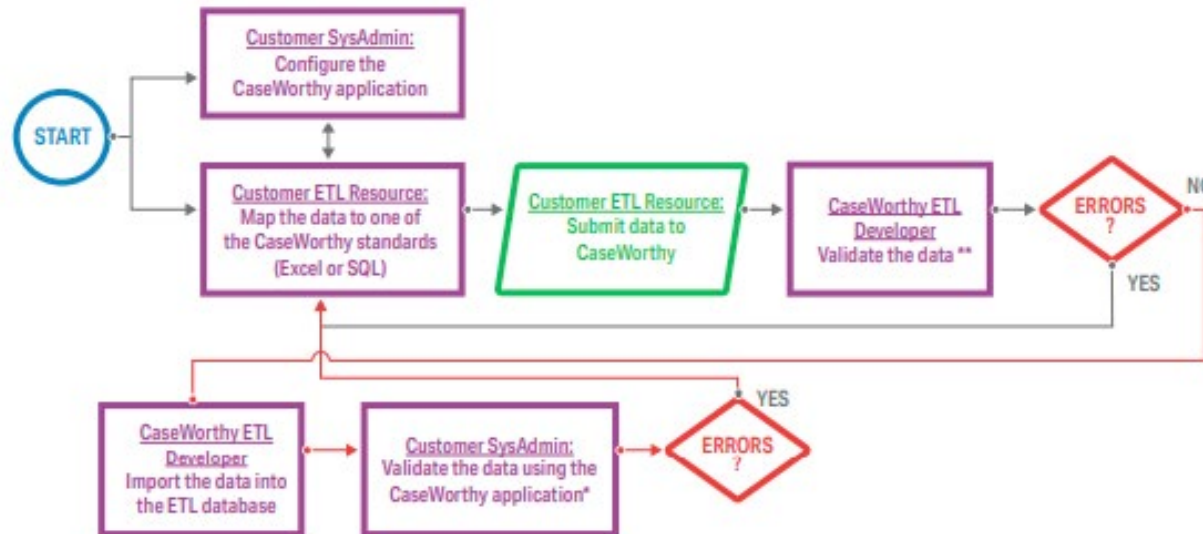 Customer SysAdmin:
Configure the
CaseWorthy application
START
Customer ETL Resource:
Map the data to one of
the CaseWorthy standards
(Excel or SQL)
Customer ETL Resource:
Submit data to
CaseWorthy
CaseWorthy ETL
Developer
Validate the data **
ERRORS
?
NO
YES
CaseWorthy ETL
Developer
Import the data into
the ETL database
Customer SysAdmin:
Validate the data using the
CaseWorthy application*
ERRORS
?
YES